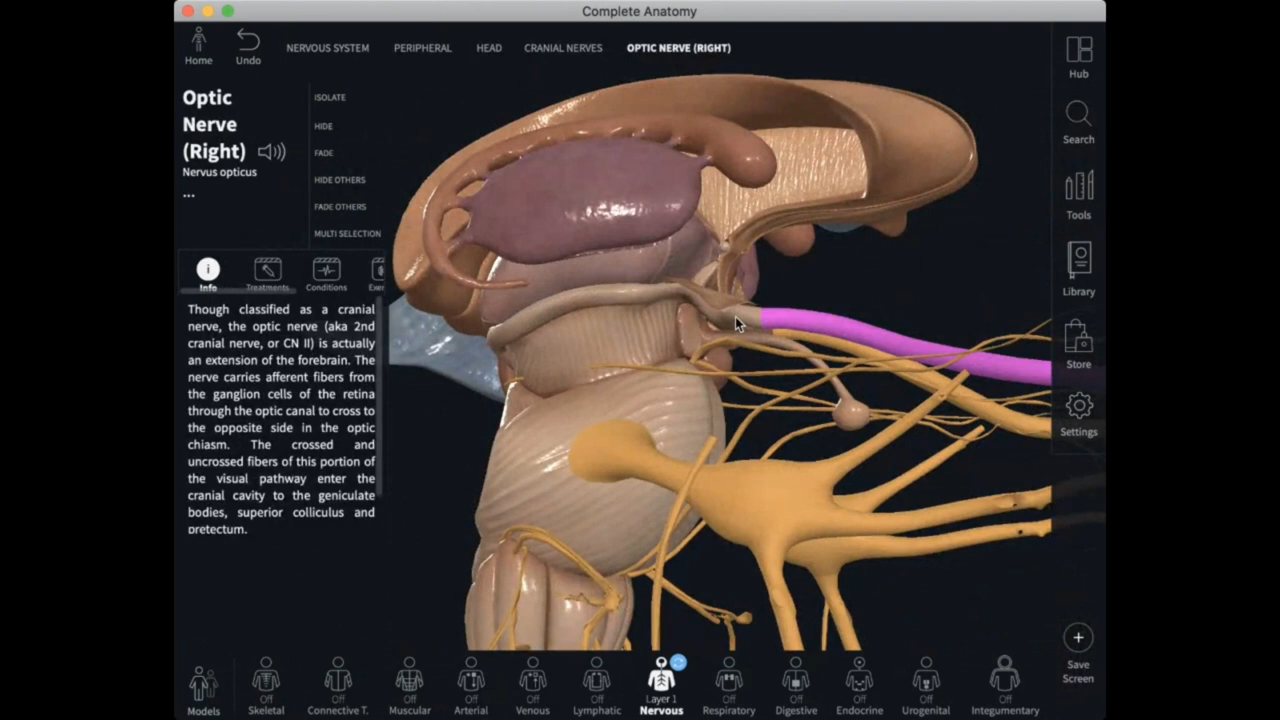 Complete Anatomy
Home
Undo
NERVOUS SYSTEM
PERIPHERAL
HEAD
CRANIAL NERVES
OPTIC NERVE (RIGHT)
Optic
Nerve
(Right)
Nervus opticus
...
ISOLATE
HIDE
FADE
HIDE OTHERS
FADE OTHERS
MULTI SELECTION
Info
Treatments
Conditions
Though classified as a cranial
nerve, the optic nerve (aka 2nd
cranial nerve, or CN II) is actually
an extension of the forebrain. The
nerve carries afferent fibers from
the ganglion cells of the retina
through the optic canal to cross to
the opposite side in the optic
chiasm. The crossed and
uncrossed fibers of this portion of
the visual pathway enter the
cranial cavity to the geniculate
bodies, superior colliculus and
pretectum.
Hub
Search
Tools
Library
Store
Settings
Save
Screen
Models
Off
Skeletal
Off
Connective T.
Off
Muscular
Off
Arterial
Off
Venous
Off
Lymphatic
Layer 1
Nervous
Off
Respiratory
Off
Digestive
Off
Endocrine
Off
Urogenital
Off
Integumentary